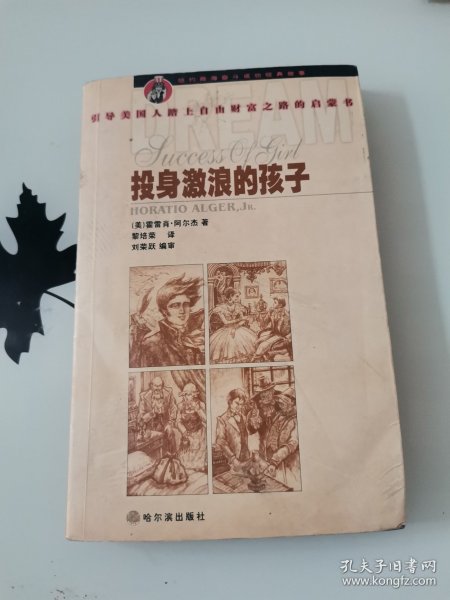 引导美国人踏上自由财富之路的启蒙书
DREAM
Success Of Girl
投身激浪的孩子
HORATIO ALGER, JR.
(美)霍雷肖·阿尔杰 著
黎培荣 译
刘荣跃 编审
哈尔滨出版社
孔夫子旧书网
www.kongfz.com